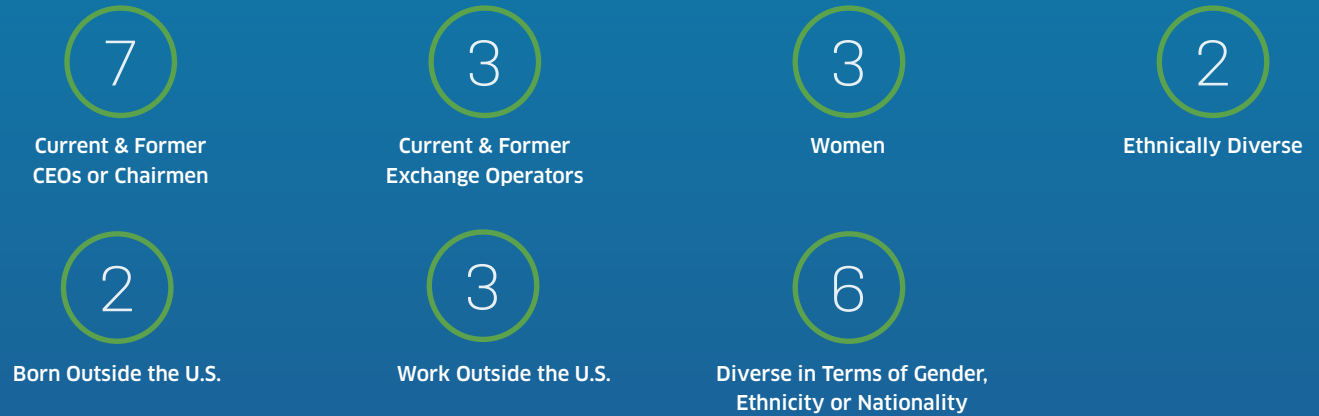 7
Current & Former
CEOs or Chairmen
3
Current & Former
Exchange Operators
3
Women
2
Ethnically Diverse
2
Born Outside the U.S.
3
Work Outside the U.S.
6
Diverse in Terms of Gender,
Ethnicity or Nationality